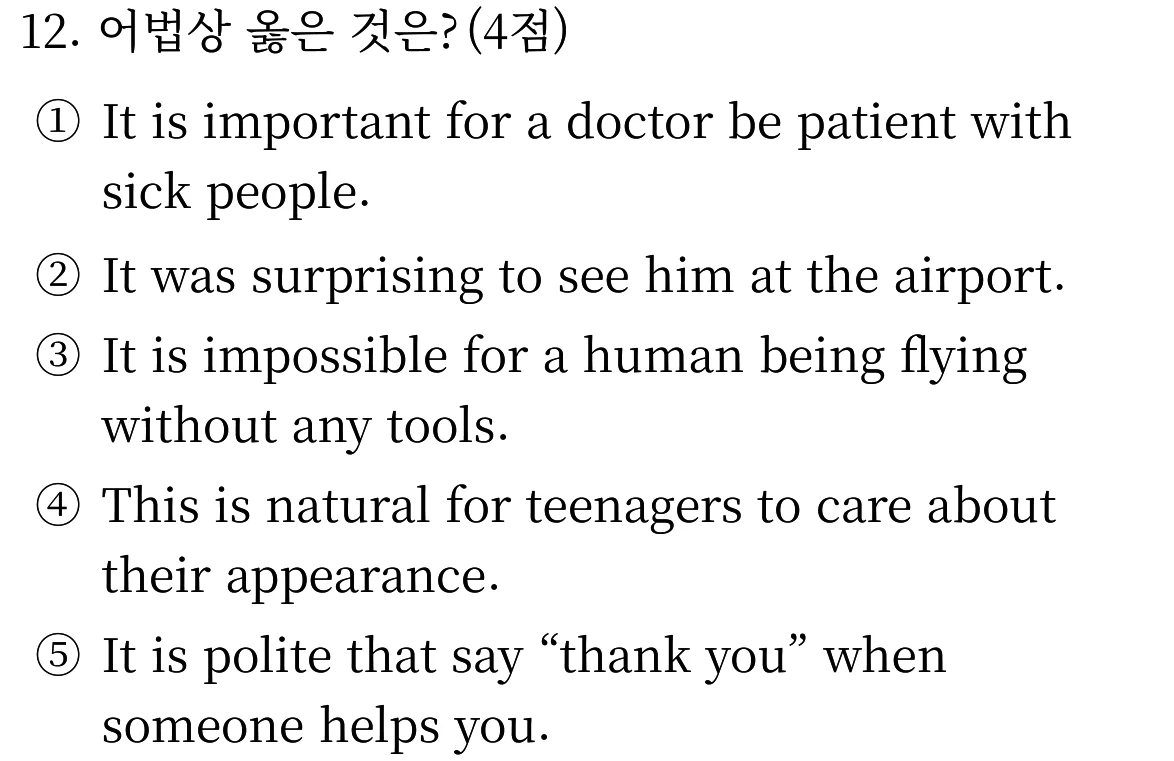 12. 어법상 옳은 것은?(4점)
① It is important for a doctor be patient with
sick people.
② It was surprising to see him at the airport.
③ It is impossible for a human being flying
without any tools.
④ This is natural for teenagers to care about
their appearance.
⑤ It is polite that say “thank you” when
someone helps you.